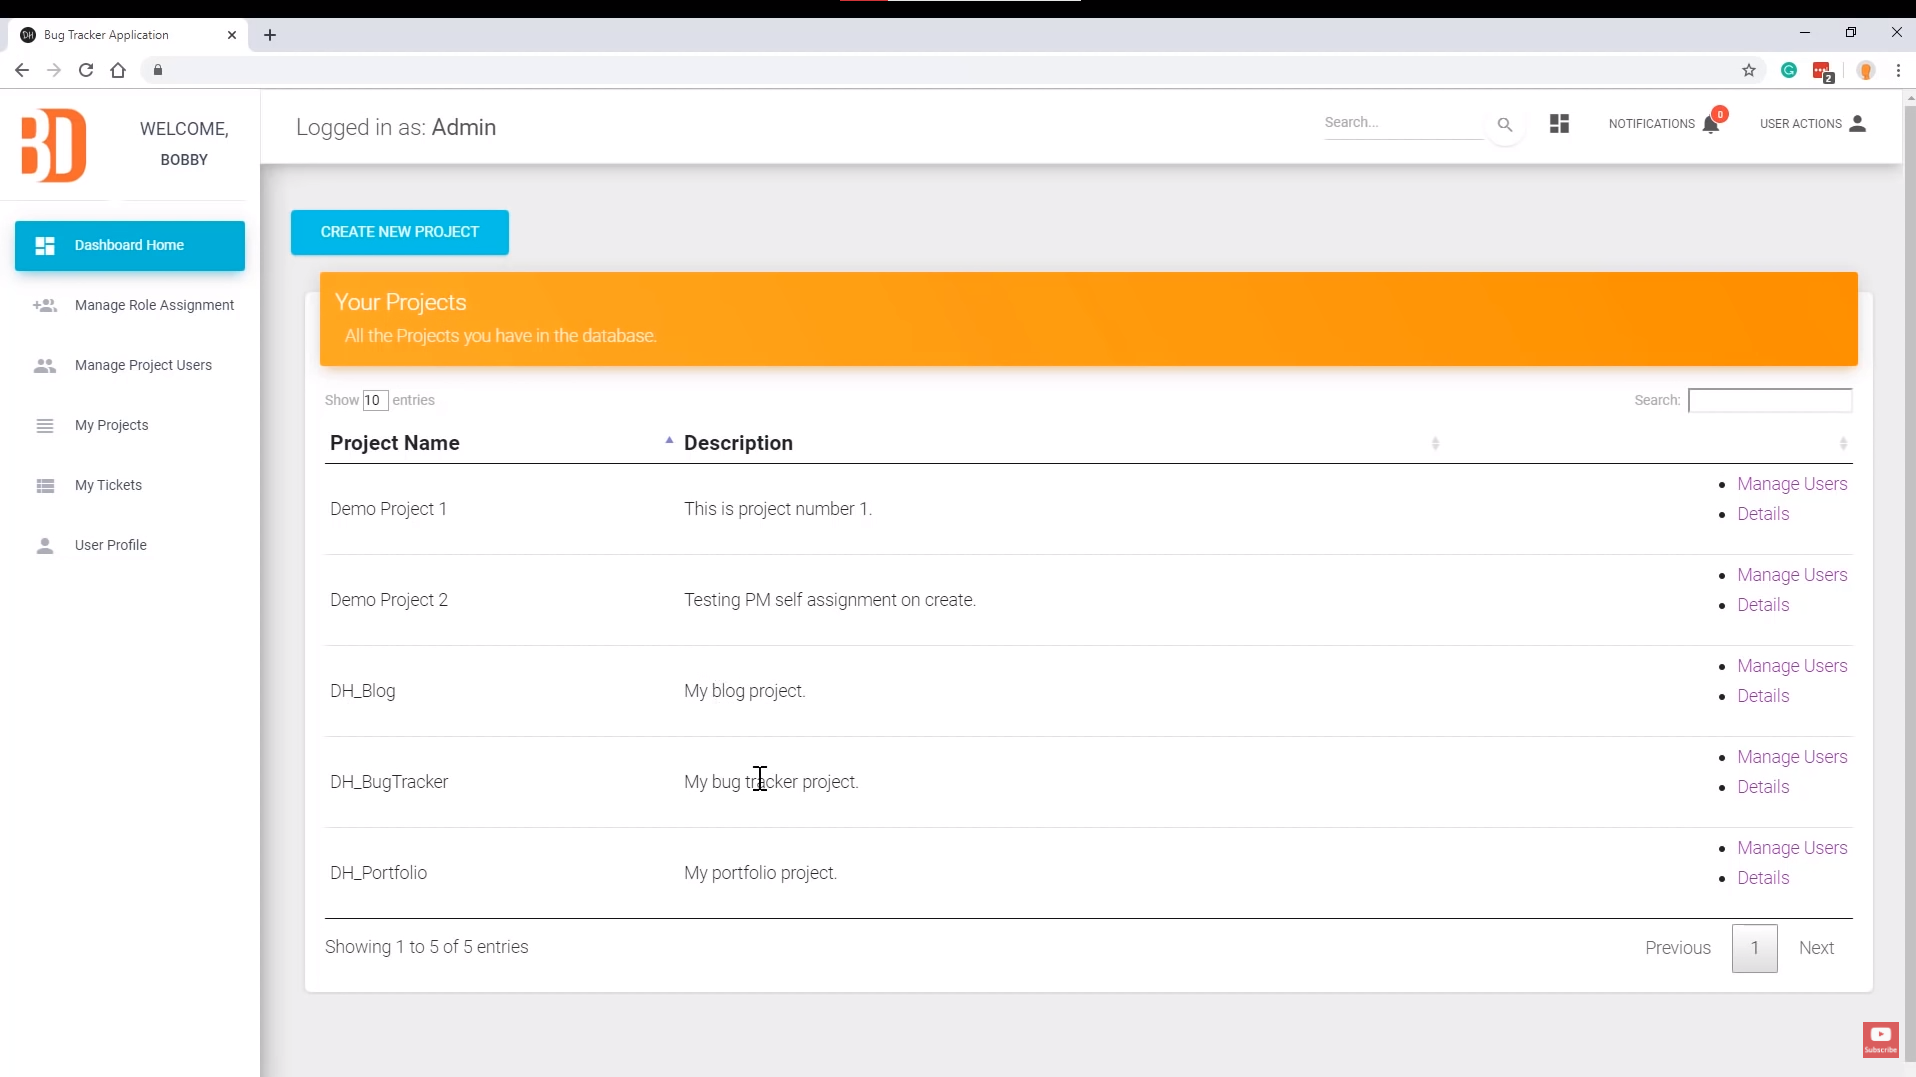 DH Bug Tracker Application
2
BD
WELCOME,
BOBBY
Logged in as: Admin
Search...
NOTIFICATIONS 0
USER ACTIONS
Dashboard Home
Manage Role Assignment
Manage Project Users
My Projects
My Tickets
User Profile
CREATE NEW PROJECT
Your Projects
All the Projects you have in the database.
Show 10 entries
Search:
Project Name Description
Demo Project 1 This is project number 1.
Manage Users
Details
Demo Project 2 Testing PM self assignment on create.
Manage Users
Details
DH_Blog My blog project.
Manage Users
Details
DH_BugTracker My bug tracker project.
Manage Users
Details
DH_Portfolio My portfolio project.
Manage Users
Details
Showing 1 to 5 of 5 entries
Previous 1 Next
Subscribe